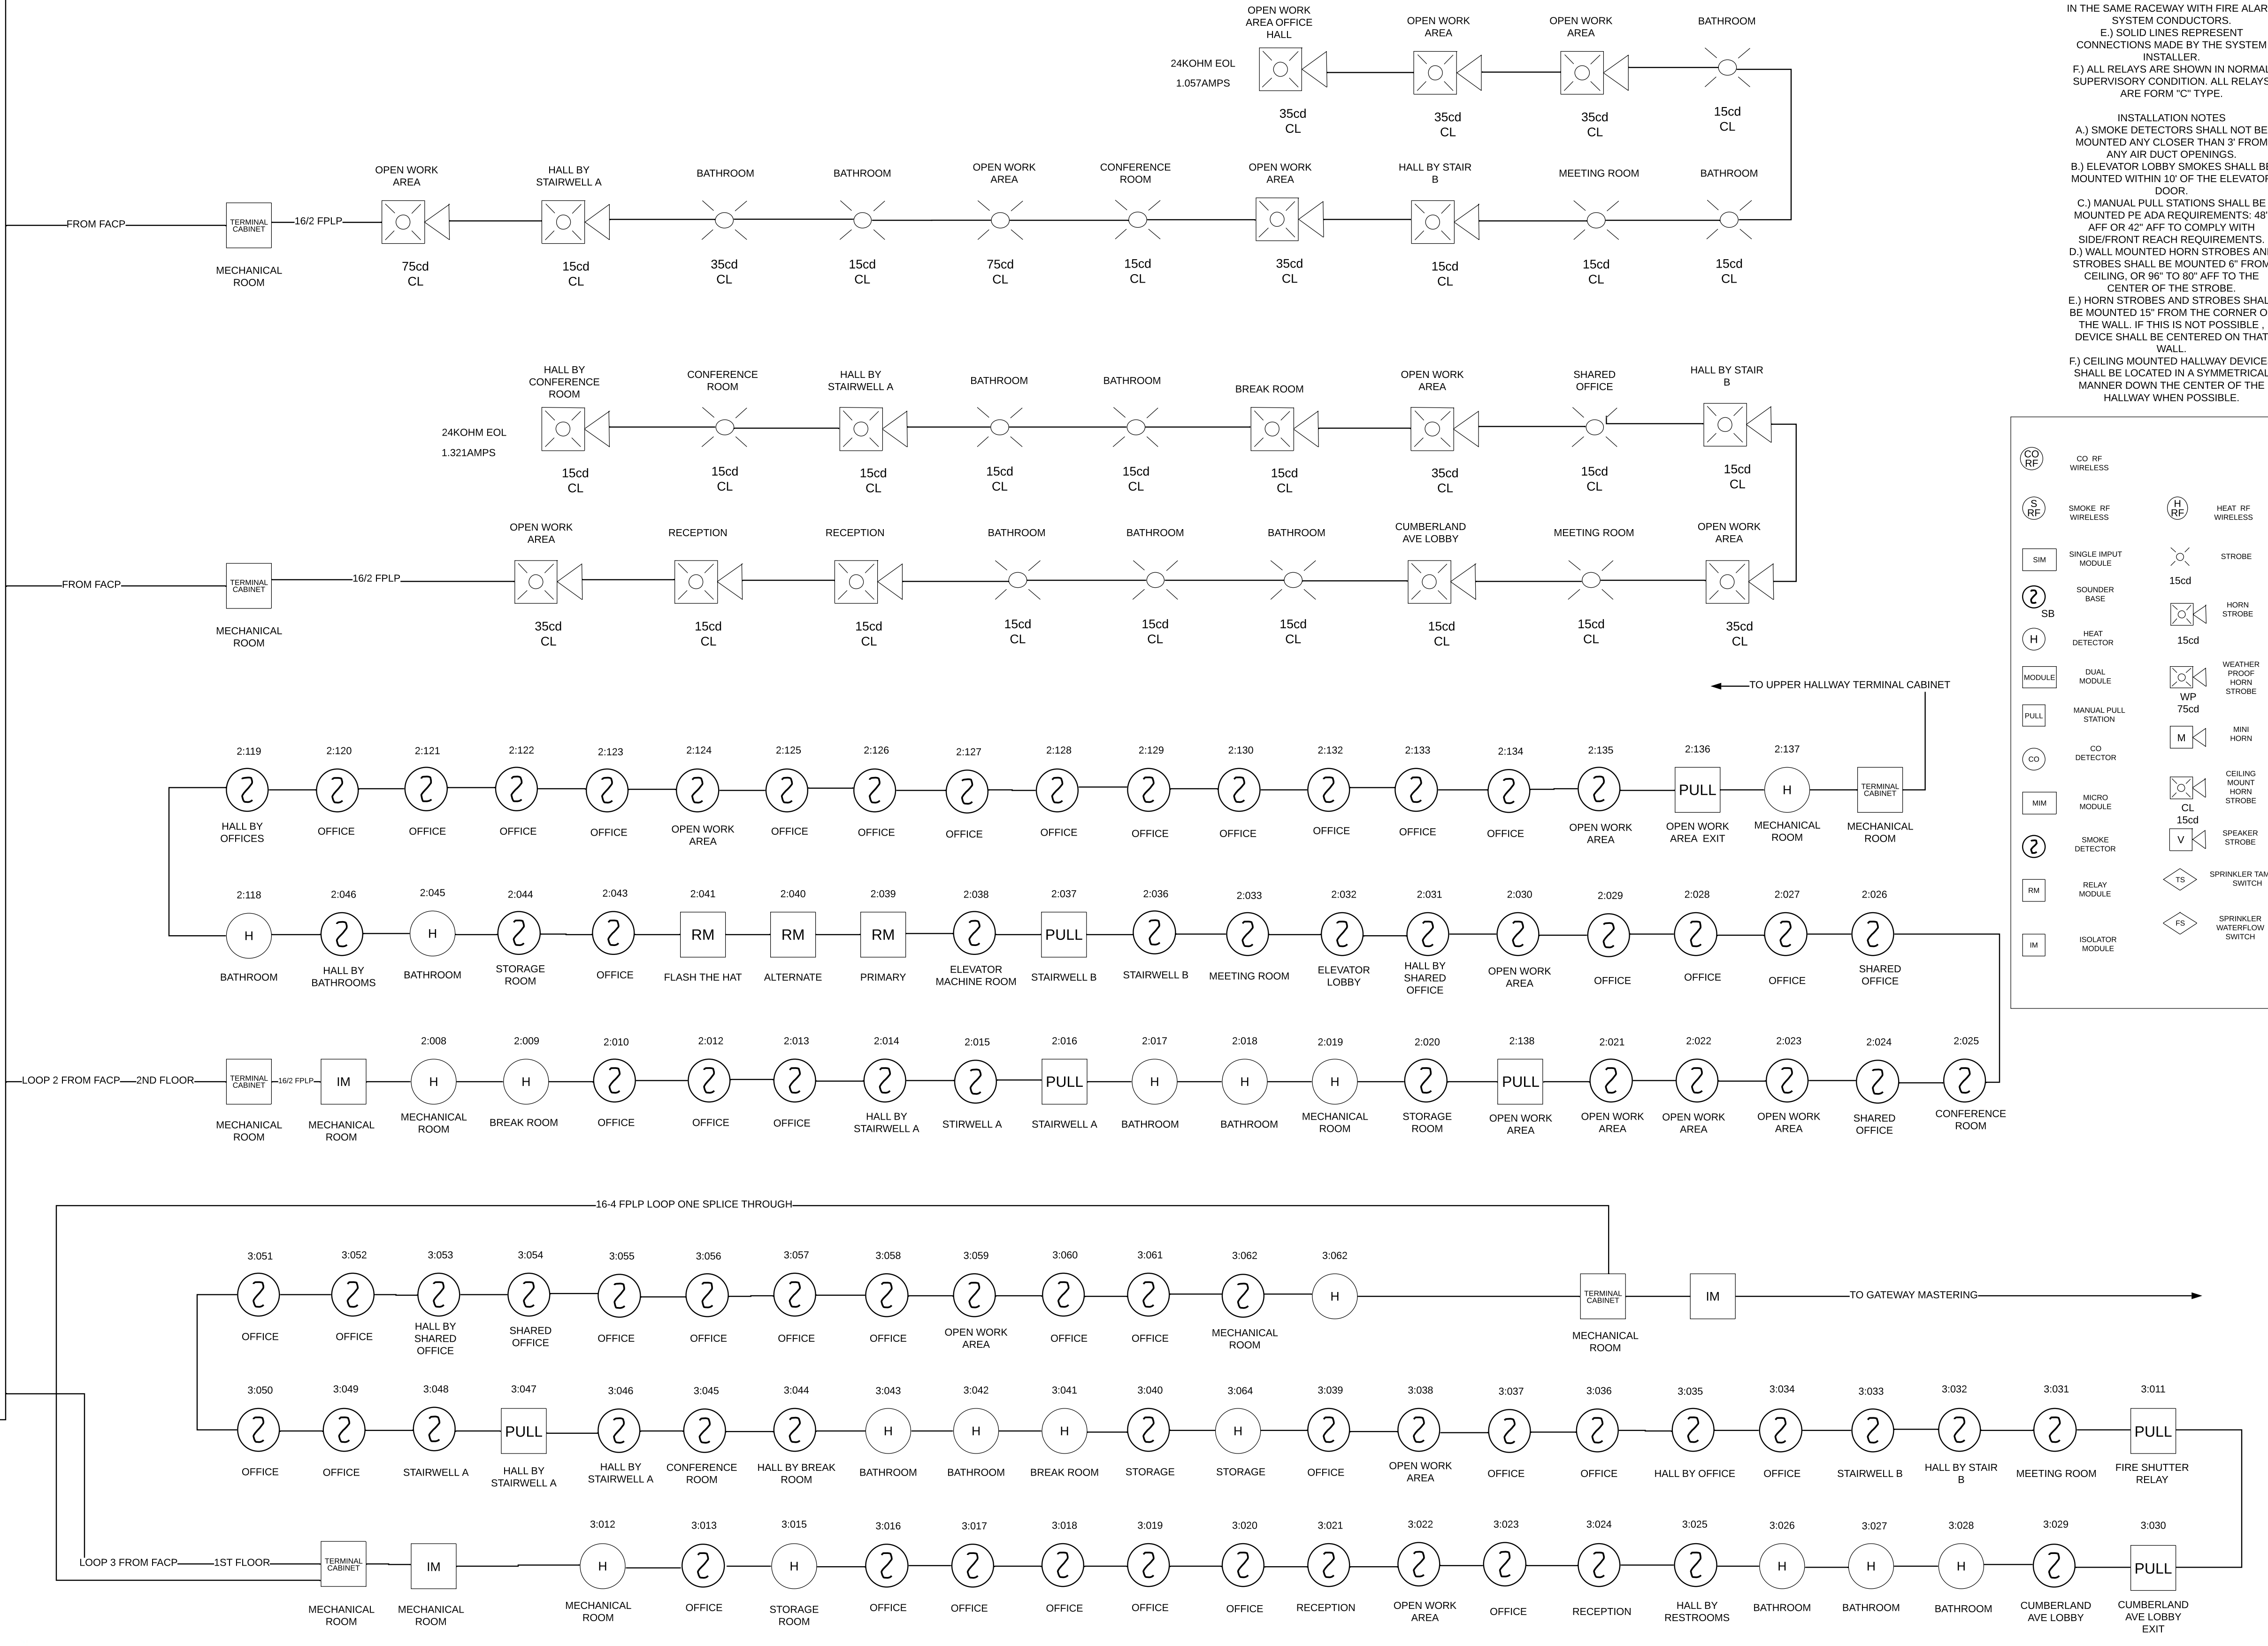 OPEN WORK
AREA OFFICE
HALL
OPEN WORK
AREA
OPEN WORK
AREA
BATHROOM
24KOHM EOL
1.057AMPS
35cd
CL
35cd
CL
35cd
CL
15cd
CL
OPEN WORK
AREA
HALL BY
STAIRWELL A
BATHROOM
BATHROOM
OPEN WORK
AREA
CONFERENCE
ROOM
OPEN WORK
AREA
HALL BY STAIR
B
MEETING ROOM
BATHROOM
FROM FACP
TERMINAL
CABINET
16/2 FPLP
MECHANICAL
ROOM
75cd
CL
15cd
CL
35cd
CL
15cd
CL
75cd
CL
15cd
CL
35cd
CL
15cd
CL
15cd
CL
15cd
CL
HALL BY
CONFERENCE
ROOM
CONFERENCE
ROOM
HALL BY
STAIRWELL A
BATHROOM
BATHROOM
BREAK ROOM
OPEN WORK
AREA
SHARED
OFFICE
HALL BY STAIR
B
24KOHM EOL
1.321AMPS
15cd
CL
15cd
CL
15cd
CL
15cd
CL
15cd
CL
15cd
CL
35cd
CL
15cd
CL
15cd
CL
OPEN WORK
AREA
RECEPTION
RECEPTION
BATHROOM
BATHROOM
BATHROOM
CUMBERLAND
AVE LOBBY
MEETING ROOM
OPEN WORK
AREA
FROM FACP
TERMINAL
CABINET
16/2 FPLP
MECHANICAL
ROOM
35cd
CL
15cd
CL
15cd
CL
15cd
CL
15cd
CL
15cd
CL
15cd
CL
15cd
CL
35cd
CL
TO UPPER HALLWAY TERMINAL CABINET
2:119 2:120 2:121 2:122 2:123 2:124 2:125 2:126 2:127 2:128 2:129 2:130 2:132 2:133 2:134 2:135 2:136 2:137
PULL
H
TERMINAL
CABINET
HALL BY
OFFICES
OFFICE
OFFICE
OFFICE
OFFICE
OPEN WORK
AREA
OFFICE
OFFICE
OFFICE
OFFICE
OFFICE
OFFICE
OFFICE
OFFICE
OFFICE
OPEN WORK
AREA
OPEN WORK
AREA EXIT
MECHANICAL
ROOM
MECHANICAL
ROOM
2:118 2:046 2:045 2:044 2:043 2:041 2:040 2:039 2:038 2:037 2:036 2:033 2:032 2:031 2:030 2:029 2:028 2:027 2:026
H
H
RM
RM
RM
PULL
BATHROOM
HALL BY
BATHROOMS
BATHROOM
STORAGE
ROOM
OFFICE
FLASH THE HAT
ALTERNATE
PRIMARY
ELEVATOR
MACHINE ROOM
STAIRWELL B
STAIRWELL B
MEETING ROOM
ELEVATOR
LOBBY
HALL BY
SHARED
OFFICE
OPEN WORK
AREA
OFFICE
OFFICE
OFFICE
SHARED
OFFICE
2:008 2:009 2:010 2:012 2:013 2:014 2:015 2:016 2:017 2:018 2:019 2:020 2:138 2:021 2:022 2:023 2:024 2:025
LOOP 2 FROM FACP
2ND FLOOR
TERMINAL
CABINET
16/2 FPLP
IM
H
H
PULL
H
H
H
PULL
MECHANICAL
ROOM
MECHANICAL
ROOM
MECHANICAL
ROOM
BREAK ROOM
OFFICE
OFFICE
OFFICE
HALL BY
STAIRWELL A
STIRWELL A
STAIRWELL A
BATHROOM
BATHROOM
MECHANICAL
ROOM
STORAGE
ROOM
OPEN WORK
AREA
OPEN WORK
AREA
OPEN WORK
AREA
OPEN WORK
AREA
SHARED
OFFICE
CONFERENCE
ROOM
16-4 FPLP LOOP ONE SPLICE THROUGH
3:051 3:052 3:053 3:054 3:055 3:056 3:057 3:058 3:059 3:060 3:061 3:062 3:062
H
TERMINAL
CABINET
IM
TO GATEWAY MASTERING
OFFICE
OFFICE
HALL BY
SHARED
OFFICE
SHARED
OFFICE
OFFICE
OFFICE
OFFICE
OFFICE
OPEN WORK
AREA
OFFICE
OFFICE
MECHANICAL
ROOM
MECHANICAL
ROOM
3:050 3:049 3:048 3:047 3:046 3:045 3:044 3:043 3:042 3:041 3:040 3:064 3:039 3:038 3:037 3:036 3:035 3:034 3:033 3:032 3:031 3:011
PULL
H
H
H
H
PULL
OFFICE
OFFICE
STAIRWELL A
HALL BY
STAIRWELL A
HALL BY
STAIRWELL A
CONFERENCE
ROOM
HALL BY BREAK
ROOM
BATHROOM
BATHROOM
BREAK ROOM
STORAGE
STORAGE
OFFICE
OPEN WORK
AREA
OFFICE
OFFICE
HALL BY OFFICE
OFFICE
STAIRWELL B
HALL BY STAIR
B
MEETING ROOM
FIRE SHUTTER
RELAY
3:012 3:013 3:015 3:016 3:017 3:018 3:019 3:020 3:021 3:022 3:023 3:024 3:025 3:026 3:027 3:028 3:029 3:030
LOOP 3 FROM FACP
1ST FLOOR
TERMINAL
CABINET
IM
H
H
H
H
H
PULL
MECHANICAL
ROOM
MECHANICAL
ROOM
MECHANICAL
ROOM
OFFICE
STORAGE
ROOM
OFFICE
OFFICE
OFFICE
OFFICE
OFFICE
RECEPTION
OPEN WORK
AREA
OFFICE
RECEPTION
HALL BY
RESTROOMS
BATHROOM
BATHROOM
BATHROOM
CUMBERLAND
AVE LOBBY
CUMBERLAND
AVE LOBBY
EXIT
IN THE SAME RACEWAY WITH FIRE ALAR
SYSTEM CONDUCTORS.
E.) SOLID LINES REPRESENT
CONNECTIONS MADE BY THE SYSTEM
INSTALLER.
F.) ALL RELAYS ARE SHOWN IN NORMAL
SUPERVISORY CONDITION. ALL RELAYS
ARE FORM "C" TYPE.
INSTALLATION NOTES
A.) SMOKE DETECTORS SHALL NOT BE
MOUNTED ANY CLOSER THAN 3' FROM
ANY AIR DUCT OPENINGS.
B.) ELEVATOR LOBBY SMOKES SHALL BE
MOUNTED WITHIN 10' OF THE ELEVATOR
DOOR.
C.) MANUAL PULL STATIONS SHALL BE
MOUNTED PE ADA REQUIREMENTS: 48"
AFF OR 42" AFF TO COMPLY WITH
SIDE/FRONT REACH REQUIREMENTS.
D.) WALL MOUNTED HORN STROBES AND
STROBES SHALL BE MOUNTED 6" FROM
CEILING, OR 96" TO 80" AFF TO THE
CENTER OF THE STROBE.
E.) HORN STROBES AND STROBES SHAL
BE MOUNTED 15" FROM THE CORNER O
THE WALL. IF THIS IS NOT POSSIBLE ,
DEVICE SHALL BE CENTERED ON THAT
WALL.
F.) CEILING MOUNTED HALLWAY DEVICE
SHALL BE LOCATED IN A SYMMETRICAL
MANNER DOWN THE CENTER OF THE
HALLWAY WHEN POSSIBLE.
CO
RF
CO RF
WIRELESS
S
RF
SMOKE RF
WIRELESS
H
RF
HEAT RF
WIRELESS
SIM
SINGLE IMPUT
MODULE
STROBE
15cd
SOUNDER
BASE
SB
HORN
STROBE
15cd
H
HEAT
DETECTOR
MODULE
DUAL
MODULE
WEATHER
PROOF
HORN
STROBE
WP
75cd
PULL
MANUAL PULL
STATION
M
MINI
HORN
CO
CO
DETECTOR
CEILING
MOUNT
HORN
STROBE
CL
15cd
MIM
MICRO
MODULE
V
SPEAKER
STROBE
SMOKE
DETECTOR
TS
SPRINKLER TAM
SWITCH
RM
RELAY
MODULE
FS
SPRINKLER
WATERFLOW
SWITCH
IM
ISOLATOR
MODULE